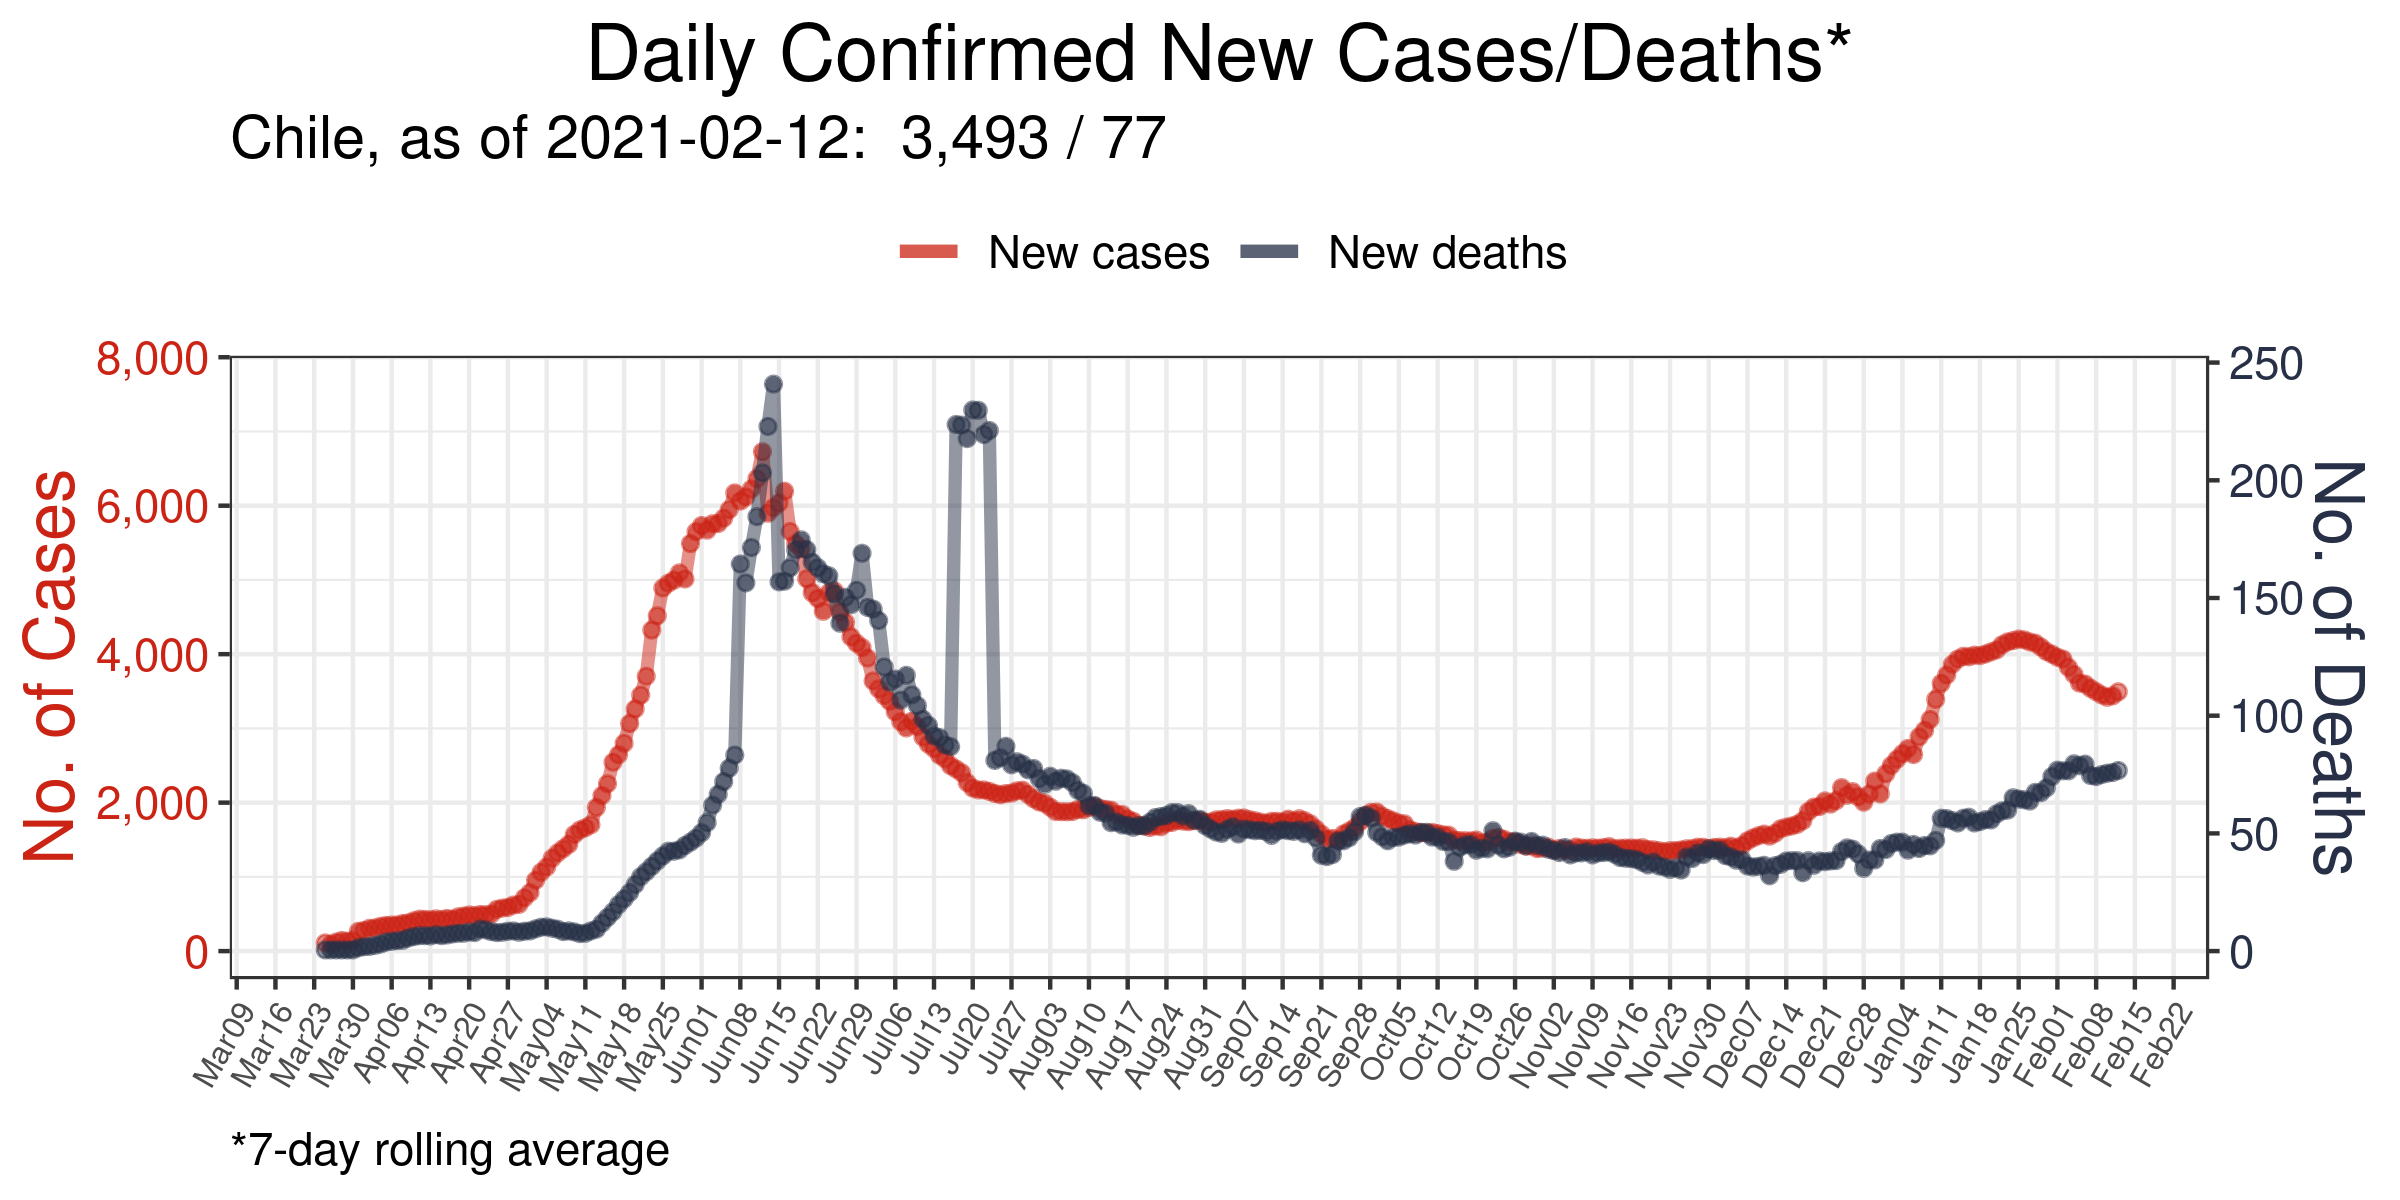 Daily Confirmed New Cases/Deaths*
Chile, as of 2021-02-12:  3,493 / 77
New cases
New deaths
No. of Cases
8,000
6,000
4,000
2,000
0
250
200
150
100
50
0
No. of Deaths
Mar09
Mar16
Mar23
Mar30
Apr06
Apr13
Apr20
Apr27
May04
May11
May18
May25
Jun01
Jun08
Jun15
Jun22
Jun29
Jul06
Jul13
Jul20
Jul27
Aug03
Aug10
Aug17
Aug24
Aug31
Sep07
Sep14
Sep21
Sep28
Oct05
Oct12
Oct19
Oct26
Nov02
Nov09
Nov16
Nov23
Nov30
Dec07
Dec14
Dec21
Dec28
Jan04
Jan11
Jan18
Jan25
Feb01
Feb08
Feb15
Feb22
*7-day rolling average